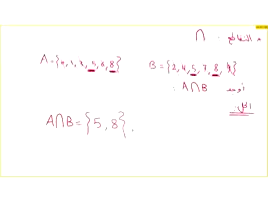 التقاطع . ∩
B = {2, 4, 5, 7, 8, 9}
أوجد A∩B :
الحل
A∩B = {5, 8} .